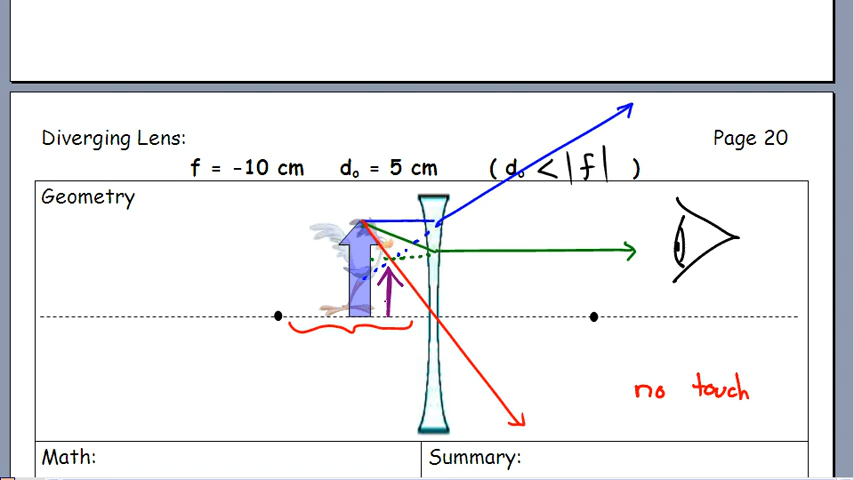 Diverging Lens: Page 20
f = -10 cm dₒ = 5 cm ( dₒ < |f| )
Geometry
no touch
Math: Summary: